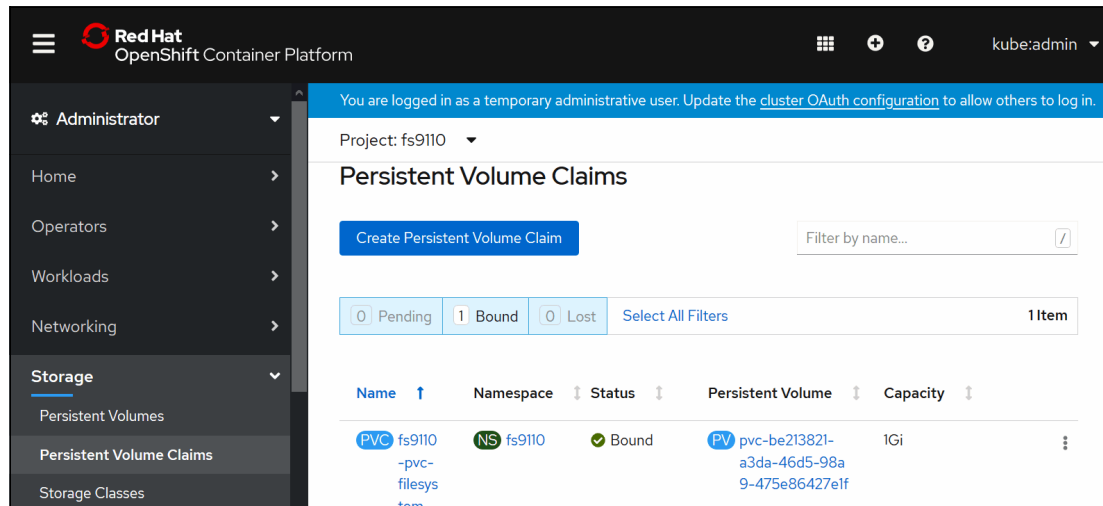 Red Hat
OpenShift Container Platform
kube:admin
You are logged in as a temporary administrative user. Update the cluster OAuth configuration to allow others to log in.
Administrator
Project: fs9110
Home
Persistent Volume Claims
Operators
Create Persistent Volume Claim
Filter by name...
/
Workloads
0 Pending
1 Bound
0 Lost
Select All Filters
1 Item
Networking
Storage
Name
Namespace
Status
Persistent Volume
Capacity
Persistent Volumes
PVC fs9110
-pvc-
filesys
tem
NS fs9110
Bound
PV pvc-be213821-
a3da-46d5-98a
9-475e86427e1f
1Gi
Persistent Volume Claims
Storage Classes